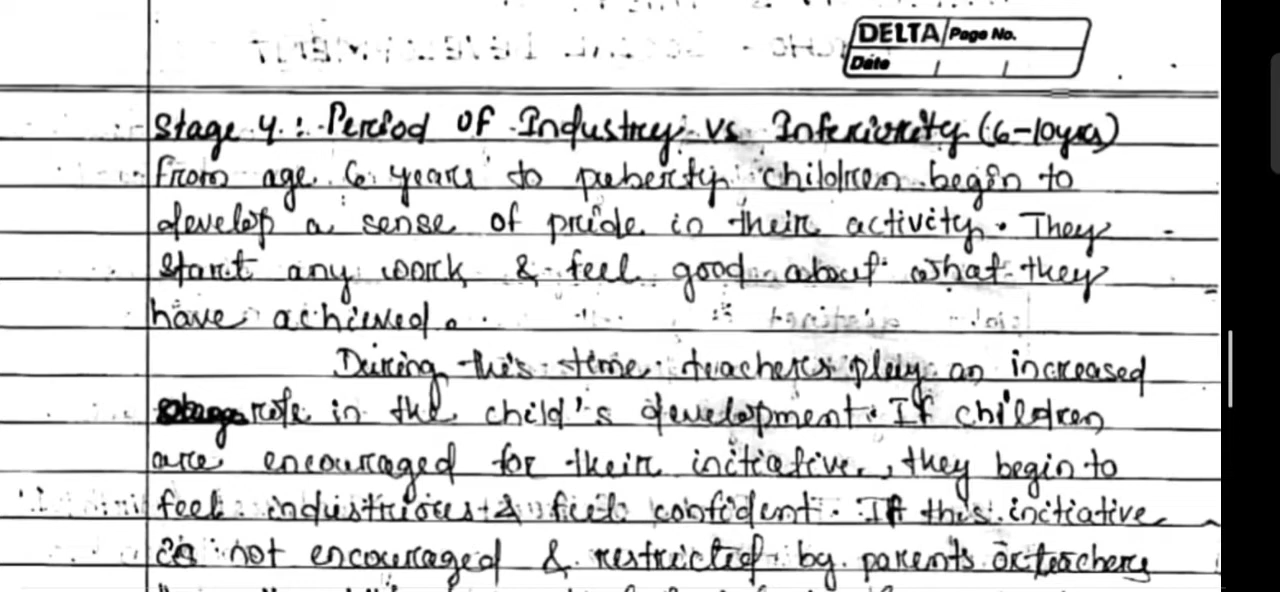 DELTA Page No.
Date / /
Stage 4 : Period of Industry vs Inferiority (6-10yrs)
From age 6 years to puberty children begin to
develop a sense of pride in their activity. They
start any work & feel good about what they
have achieved.
During this time teachers play an increased
role in the child's development. If children
are encouraged for their initiative, they begin to
feel industrious & feel confident. If this initiative
is not encouraged & restricted by parents or teachers